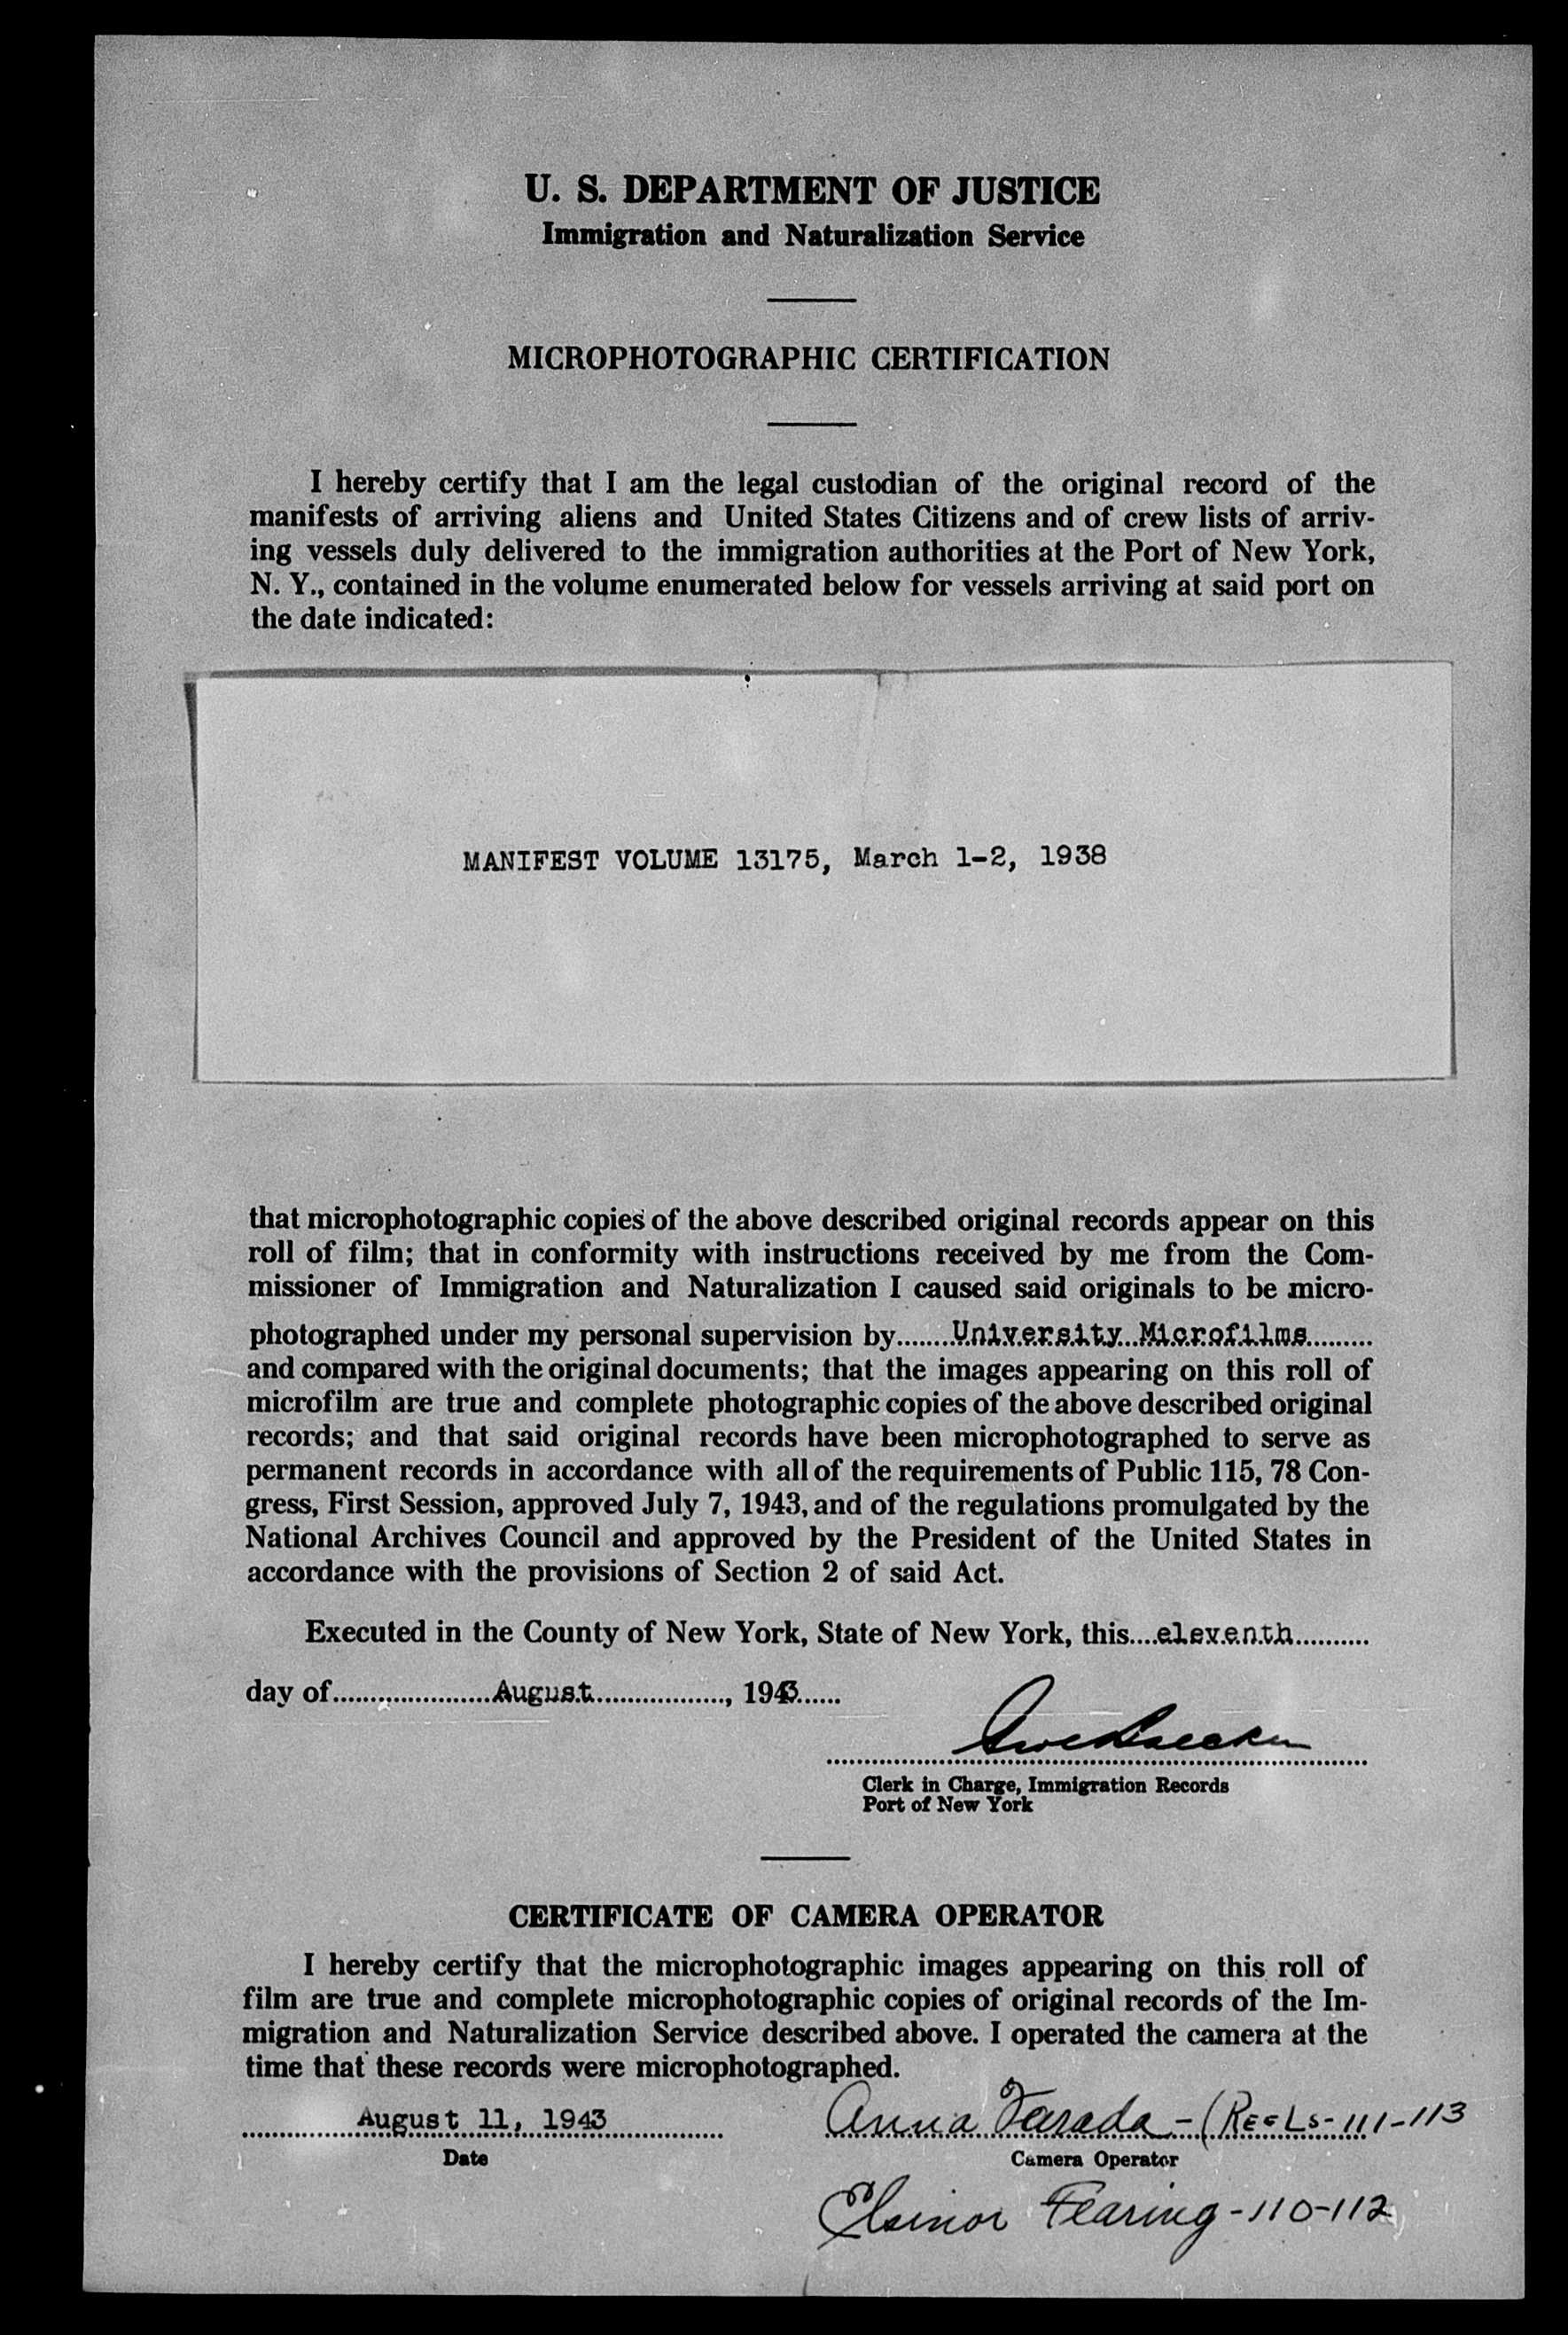 U. S. DEPARTMENT OF JUSTICE
Immigration and Naturalization Service
MICROPHOTOGRAPHIC CERTIFICATION
I hereby certify that I am the legal custodian of the original record of the
manifests of arriving aliens and United States Citizens and of crew lists of arriv-
ing vessels duly delivered to the immigration authorities at the Port of New York,
N. Y., contained in the volume enumerated below for vessels arriving at said port on
the date indicated:
MANIFEST VOLUME 13175, March 1-2, 1938
that microphotographic copies of the above described original records appear on this
roll of film; that in conformity with instructions received by me from the Com-
missioner of Immigration and Naturalization I caused said originals to be micro-
photographed under my personal supervision by University Microfilms
and compared with the original documents; that the images appearing on this roll of
microfilm are true and complete photographic copies of the above described original
records; and that said original records have been microphotographed to serve as
permanent records in accordance with all of the requirements of Public 115, 78 Con-
gress, First Session, approved July 7, 1943, and of the regulations promulgated by the
National Archives Council and approved by the President of the United States in
accordance with the provisions of Section 2 of said Act.
Executed in the County of New York, State of New York, this eleventh
day of August, 1943
Clerk in Charge, Immigration Records
Port of New York
CERTIFICATE OF CAMERA OPERATOR
I hereby certify that the microphotographic images appearing on this roll of
film are true and complete microphotographic copies of original records of the Im-
migration and Naturalization Service described above. I operated the camera at the
time that these records were microphotographed.
August 11, 1943 Anna - (REELS-111-113
Date Camera Operator
Fearing-110-112